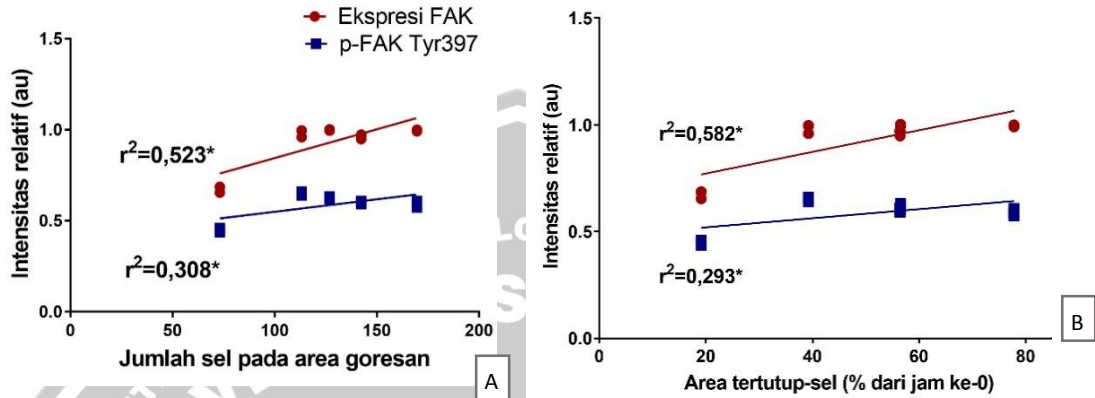 Ekspresi FAK
p-FAK Tyr397
Intensitas relatif (au)
1.5
1.0
0.5
0.0
r²=0,523*
r²=0,308*
0 50 100 150 200
Jumlah sel pada area goresan
A
Intensitas relatif (au)
1.5
1.0
0.5
0.0
r²=0,582*
r²=0,293*
0 20 40 60 80
Area tertutup-sel (% dari jam ke-0)
B